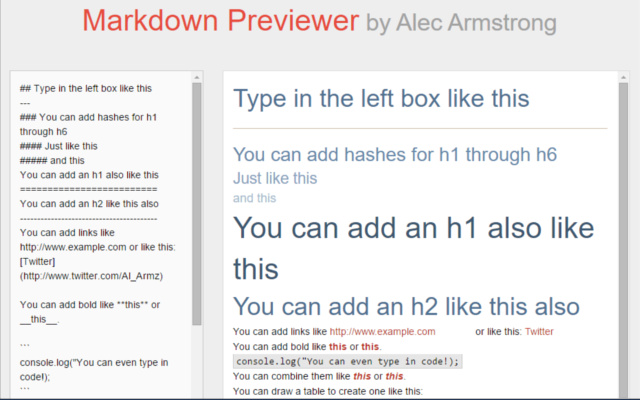 Markdown Previewer by Alec Armstrong
## Type in the left box like this
---
### You can add hashes for h1
through h6
#### Just like this
##### and this
You can add an h1 also like this
=========================
You can add an h2 like this also
----------------------------------------
You can add links like
http://www.example.com or like this:
[Twitter]
(http://www.twitter.com/Al_Armz)
You can add bold like **this** or
__this__.
```
console.log("You can even type in
code!);
```
Type in the left box like this
You can add hashes for h1 through h6
Just like this
and this
You can add an h1 also like
this
You can add an h2 like this also
You can add links like http://www.example.com or like this: Twitter
You can add bold like this or this.
console.log("You can even type in code!);
You can combine them like this or this.
You can draw a table to create one like this: